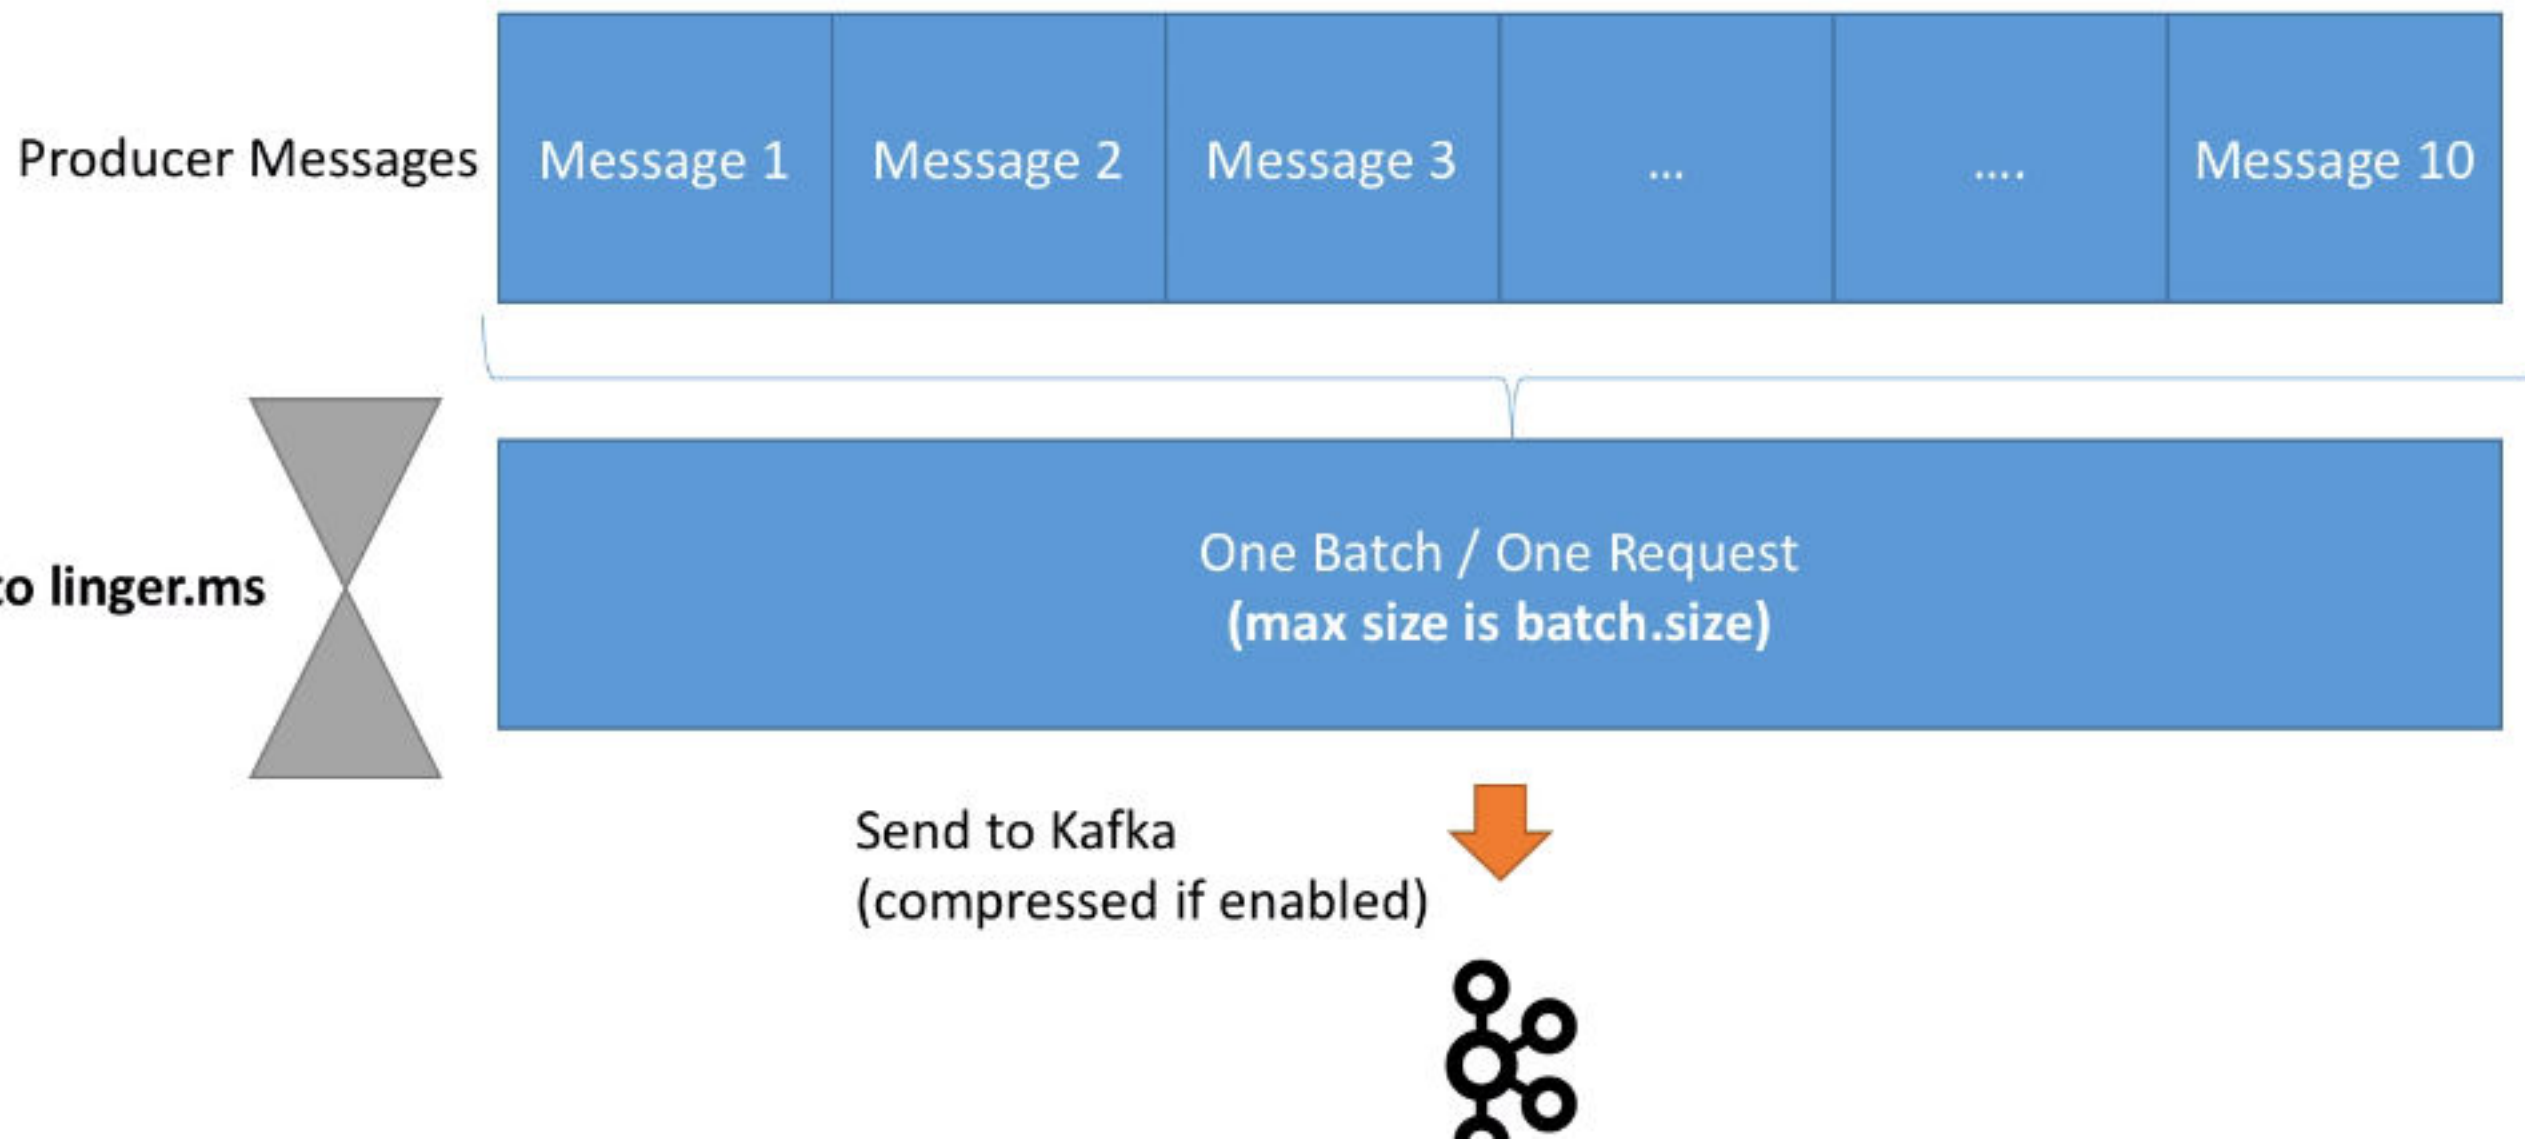 Producer Messages
Message 1
Message 2
Message 3
...
....
Message 10
to linger.ms
One Batch / One Request
(max size is batch.size)
Send to Kafka
(compressed if enabled)